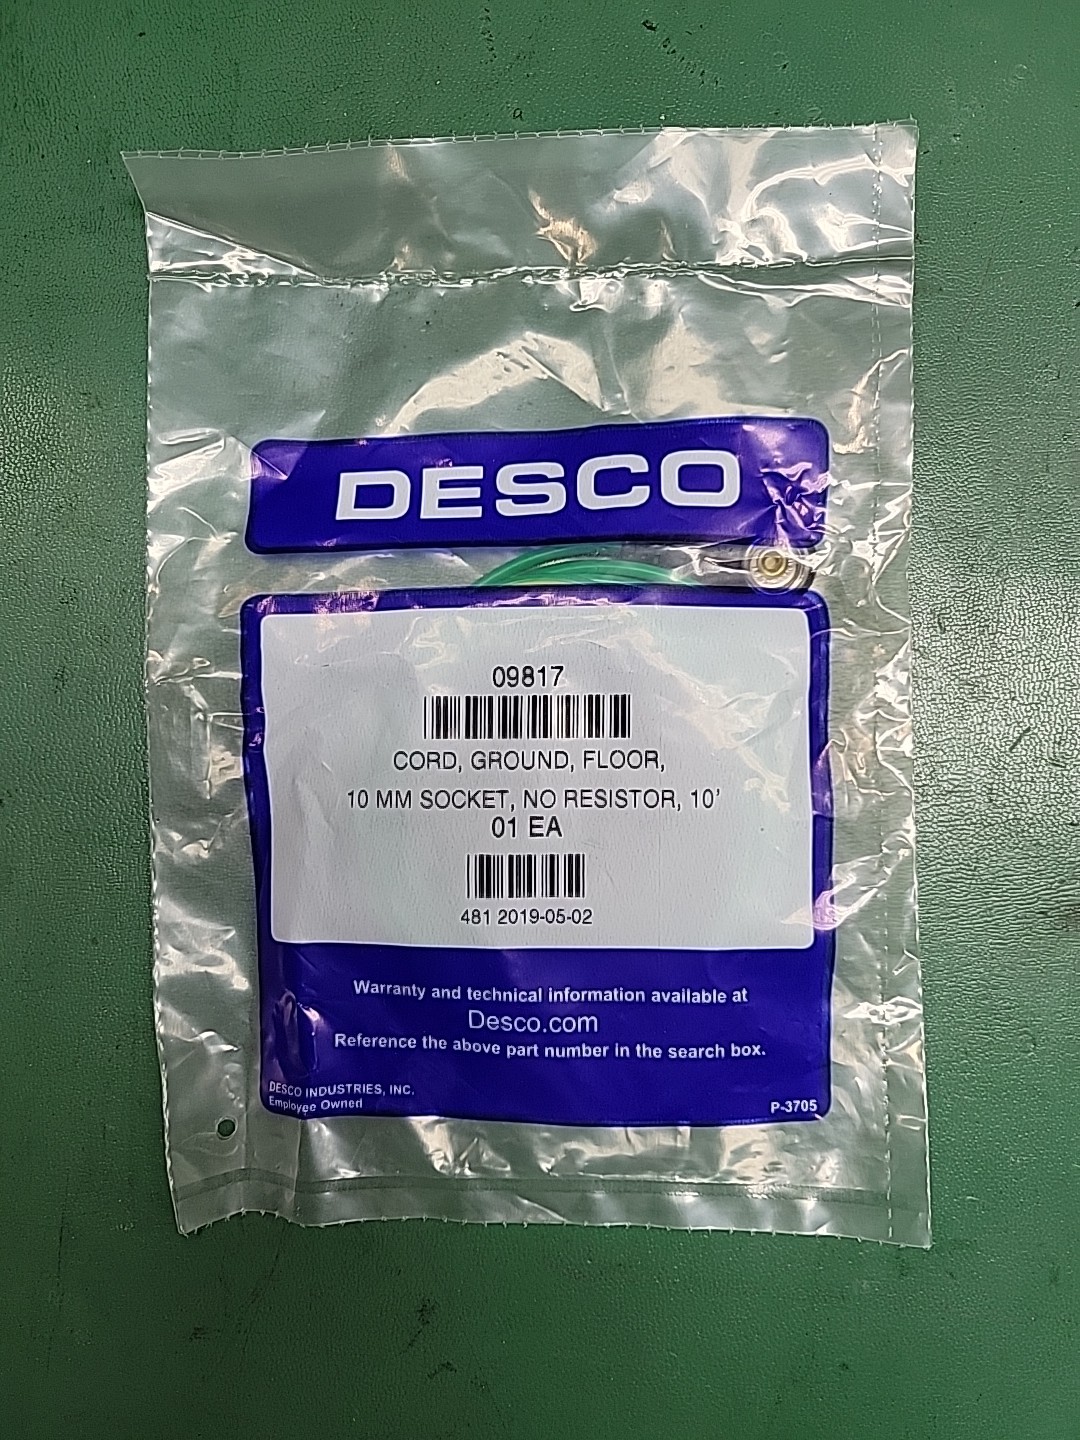 DESCO
09817
CORD, GROUND, FLOOR,
10 MM SOCKET, NO RESISTOR, 10'
01 EA
481 2019-05-02
Warranty and technical information available at
Desco.com
Reference the above part number in the search box.
DESCO INDUSTRIES, INC.
Employee Owned
P-3705